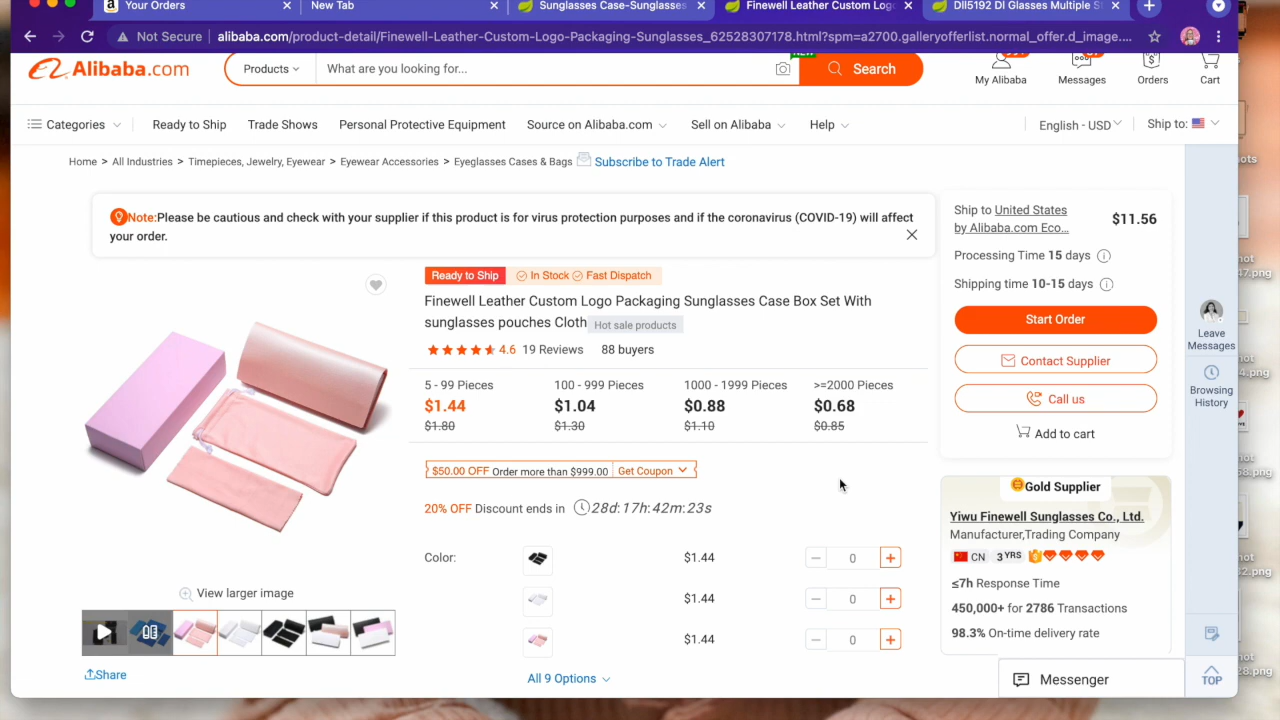 Your Orders
New Tab
Sunglasses Case-Sunglasses
Finewell Leather Custom Logo
Dll5192 Dl Glasses Multiple S
Not Secure
alibaba.com/product-detail/Finewell-Leather-Custom-Logo-Packaging-Sunglasses_62528307178.html?spm=a2700.galleryofferlist.normal_offer.d_image....
Alibaba.com
Products
What are you looking for...
NEW
Search
My Alibaba
Messages
Orders
Cart
Categories
Ready to Ship
Trade Shows
Personal Protective Equipment
Source on Alibaba.com
Sell on Alibaba
Help
English - USD
Ship to:
Home > All Industries > Timepieces, Jewelry, Eyewear > Eyewear Accessories > Eyeglasses Cases & Bags
Subscribe to Trade Alert
Note:Please be cautious and check with your supplier if this product is for virus protection purposes and if the coronavirus (COVID-19) will affect
your order.
Ready to Ship
In Stock
Fast Dispatch
Finewell Leather Custom Logo Packaging Sunglasses Case Box Set With
sunglasses pouches Cloth
Hot sale products
4.6 19 Reviews 88 buyers
5 - 99 Pieces
100 - 999 Pieces
1000 - 1999 Pieces
>=2000 Pieces
$1.44
$1.04
$0.88
$0.68
$1.80
$1.30
$1.10
$0.85
$50.00 OFF Order more than $999.00
Get Coupon
20% OFF Discount ends in 28d:17h:42m:23s
Color:
$1.44
0
$1.44
0
$1.44
0
All 9 Options
View larger image
Share
Ship to United States
by Alibaba.com Eco...
$11.56
Processing Time 15 days
Shipping time 10-15 days
Start Order
Contact Supplier
Call us
Add to cart
Gold Supplier
Yiwu Finewell Sunglasses Co., Ltd.
Manufacturer,Trading Company
CN 3 YRS
≤7h Response Time
450,000+ for 2786 Transactions
98.3% On-time delivery rate
Messenger
Leave
Messages
Browsing
History
TOP